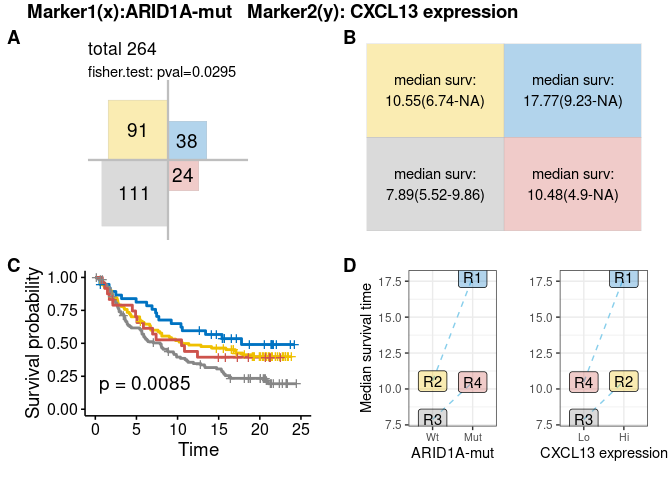 Marker1(x):ARID1A-mut   Marker2(y): CXCL13 expression
A
total 264
fisher.test: pval=0.0295
91
38
24
111
B
median surv:
10.55(6.74-NA)
median surv:
17.77(9.23-NA)
median surv:
7.89(5.52-9.86)
median surv:
10.48(4.9-NA)
C
Survival probability
1.00
0.75
0.50
0.25
0.00
p = 0.0085
0 5 10 15 20 25
Time
D
Median survival time
17.5
15.0
12.5
10.0
7.5
R1
R2
R4
R3
Wt Mut
ARID1A-mut
17.5
15.0
12.5
10.0
7.5
R1
R4
R2
R3
Lo Hi
CXCL13 expression